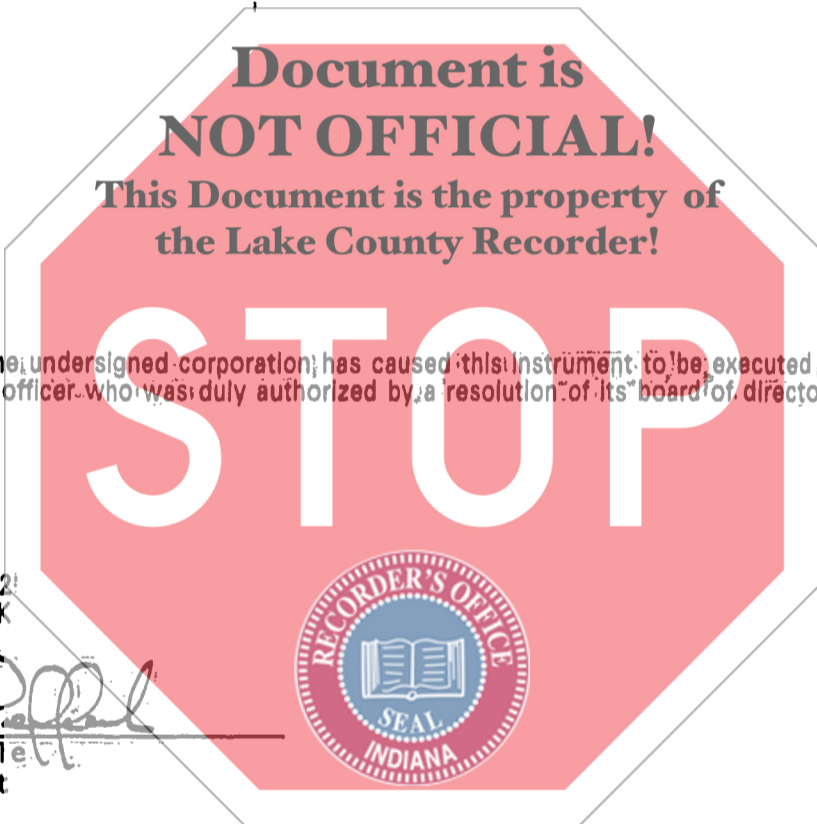 Document is
NOT OFFICIAL!
This Document is the property of
the Lake County Recorder!
STOP
undersigned corporation has caused this instrument to be executed
officer who was duly authorized by a resolution of its board of
RECORDER'S OFFICE
SEAL
INDIANA